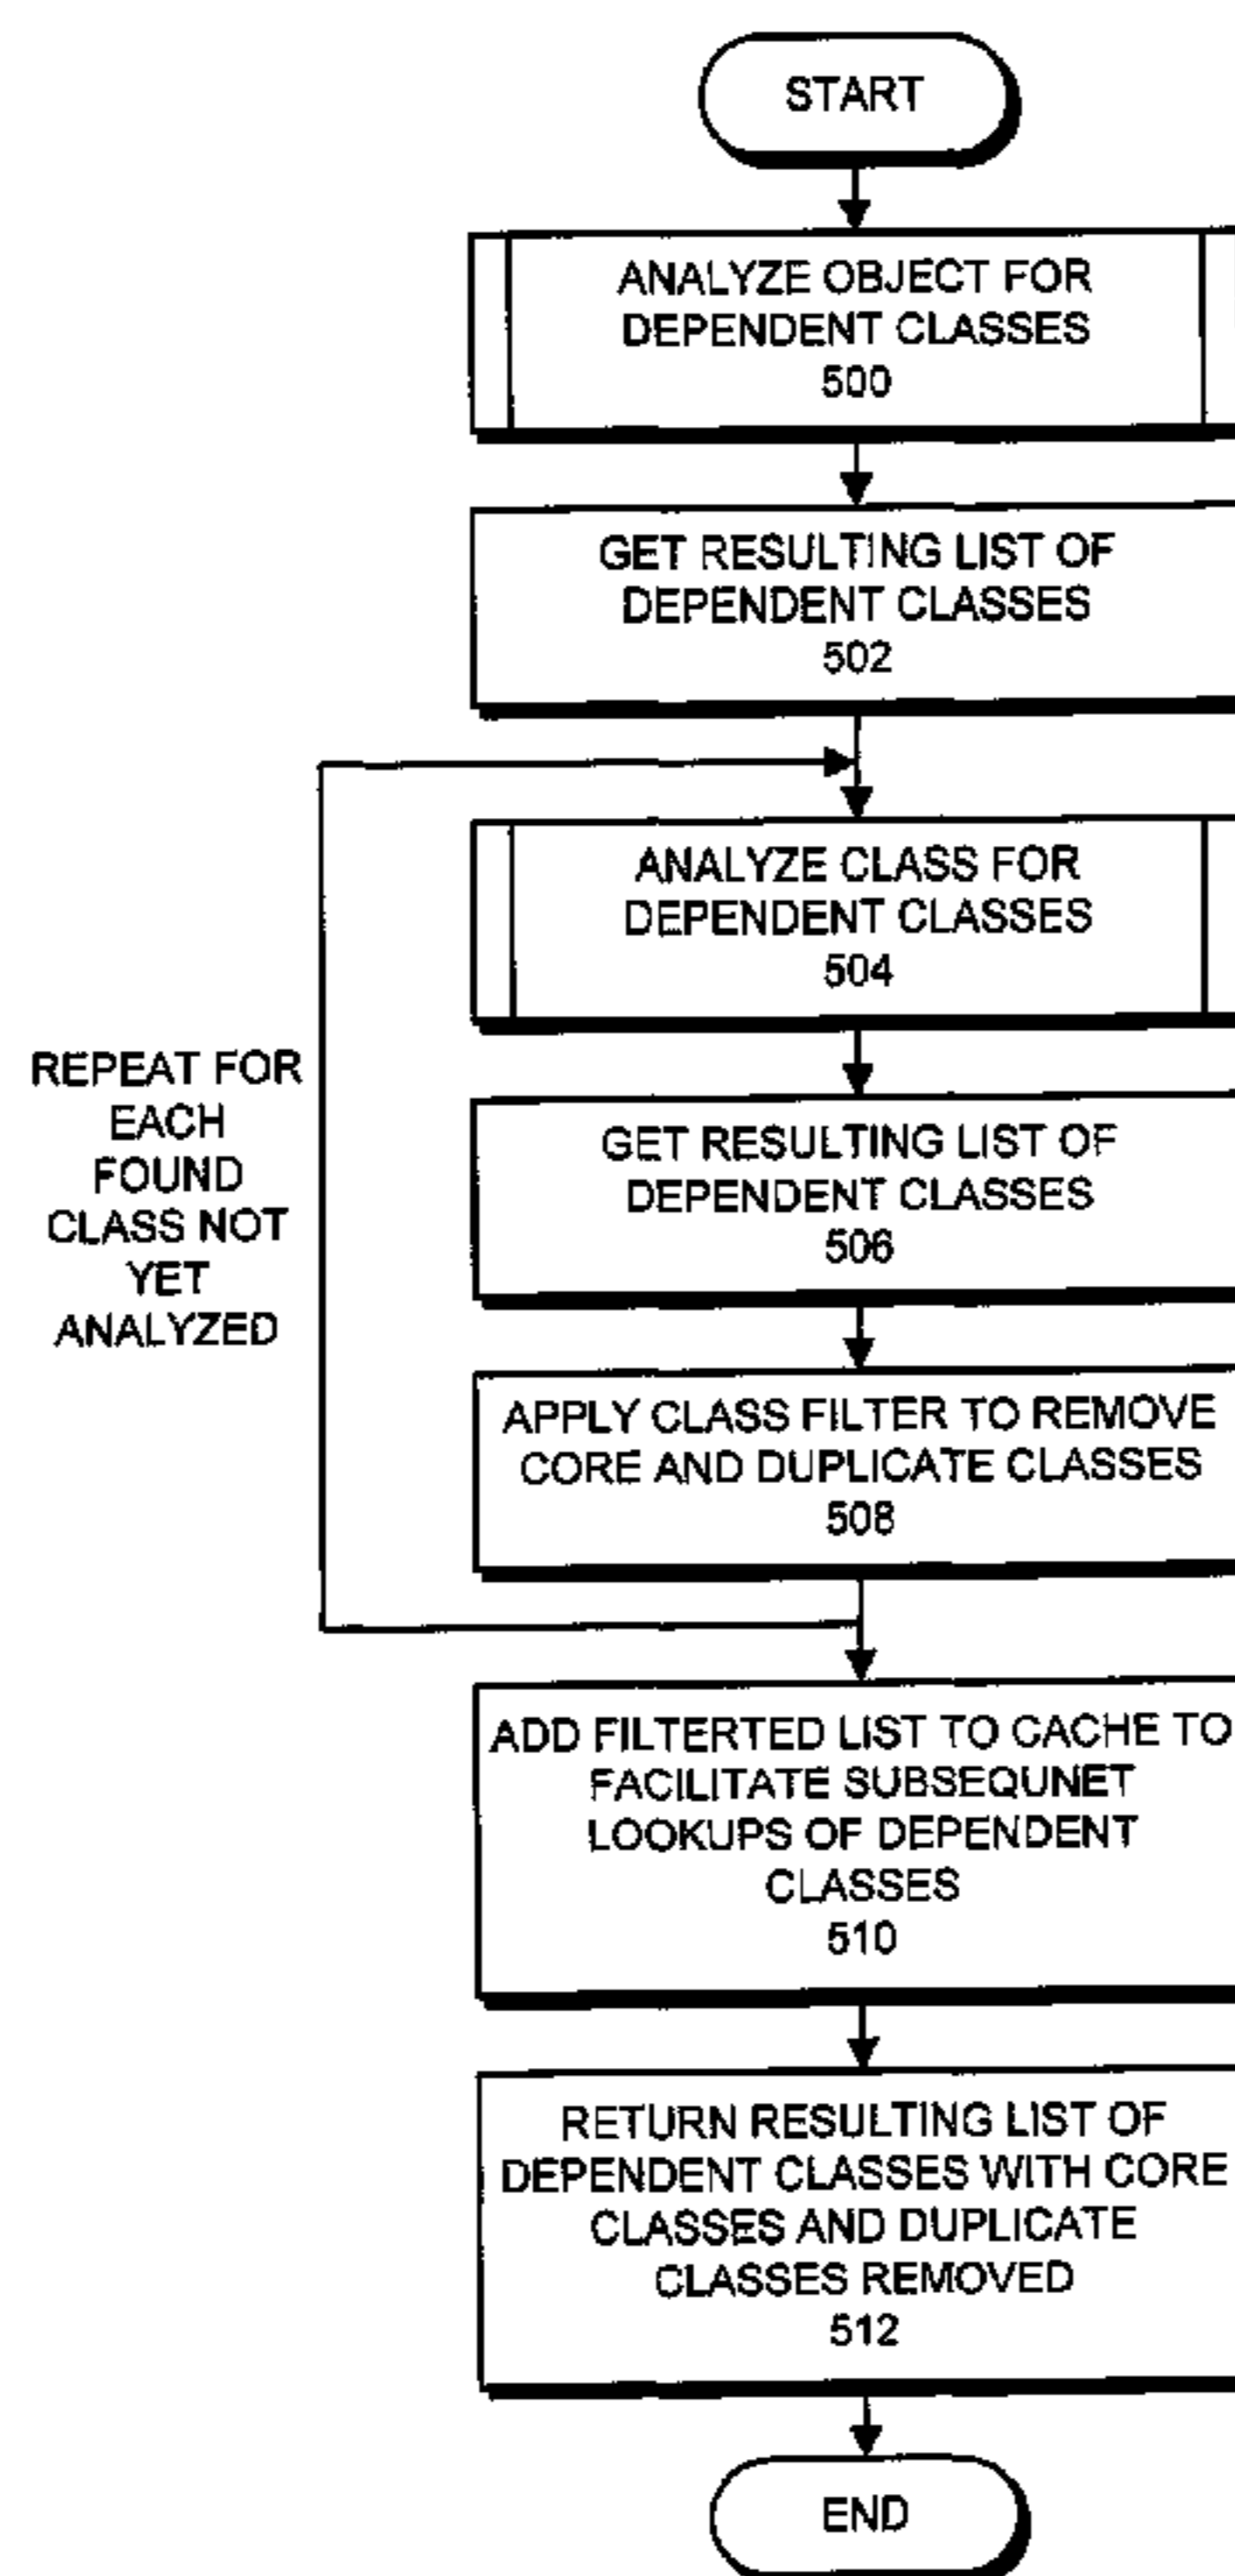 START
ANALYZE OBJECT FOR
DEPENDENT CLASSES
500
GET RESULTING LIST OF
DEPENDENT CLASSES
502
ANALYZE CLASS FOR
DEPENDENT CLASSES
504
REPEAT FOR
EACH
FOUND
CLASS NOT
YET
ANALYZED
GET RESULTING LIST OF
DEPENDENT CLASSES
506
APPLY CLASS FILTER TO REMOVE
CORE AND DUPLICATE CLASSES
508
ADD FILTERTED LIST TO CACHE TO
FACILITATE SUBSEQUNET
LOOKUPS OF DEPENDENT
CLASSES
510
RETURN RESULTING LIST OF
DEPENDENT CLASSES WITH CORE
CLASSES AND DUPLICATE
CLASSES REMOVED
512
END